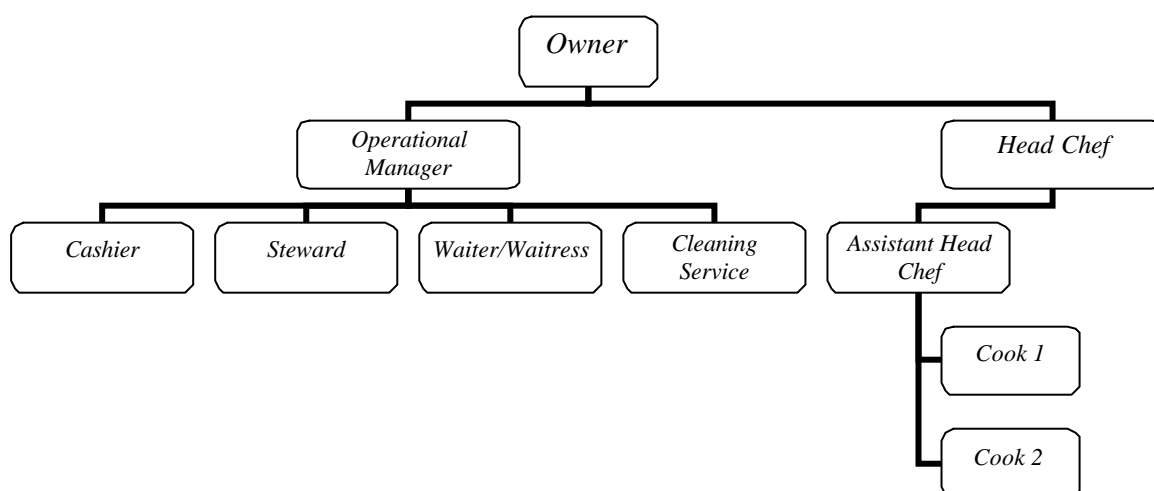 Owner
Operational
Manager
Head Chef
Cashier
Steward
Waiter/Waitress
Cleaning
Service
Assistant Head
Chef
Cook 1
Cook 2